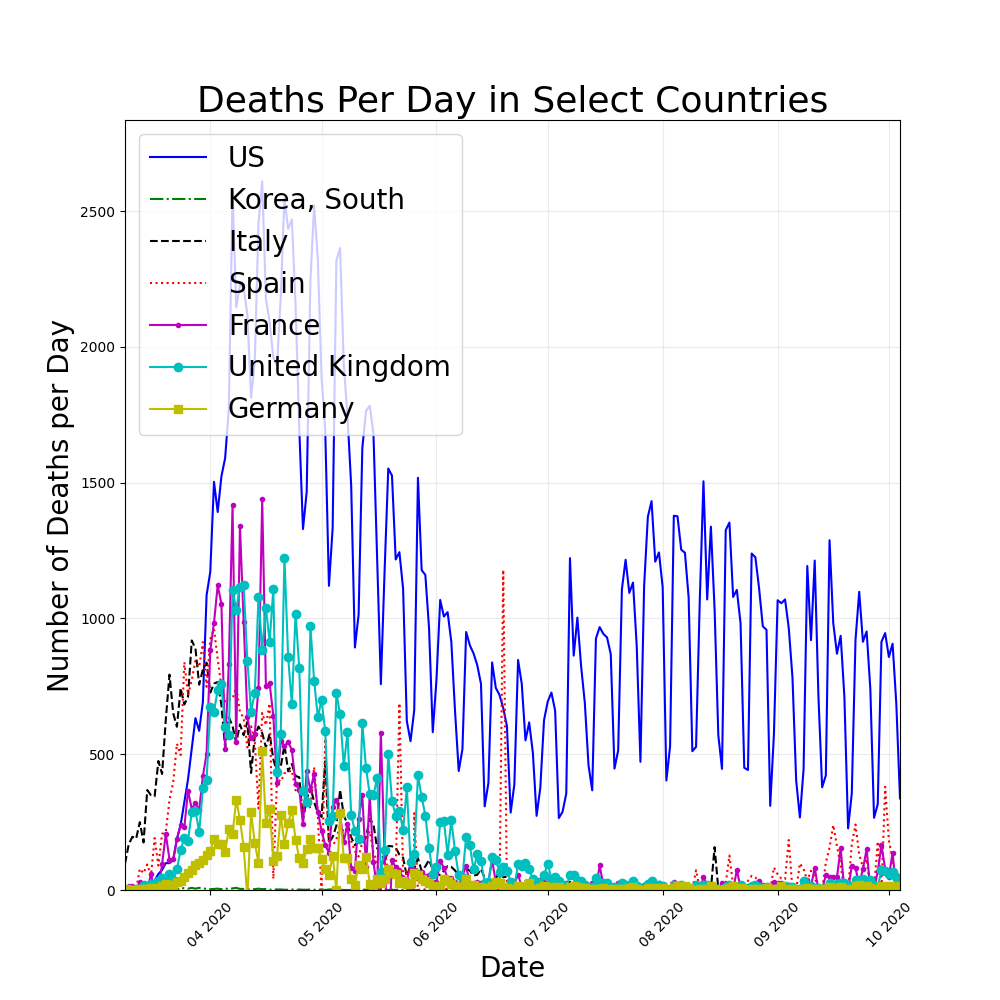 Deaths Per Day in Select Countries
US
Korea, South
Italy
Spain
France
United Kingdom
Germany
2500
2000
1500
1000
500
0
Number of Deaths per Day
04 2020
05 2020
06 2020
07 2020
08 2020
09 2020
10 2020
Date